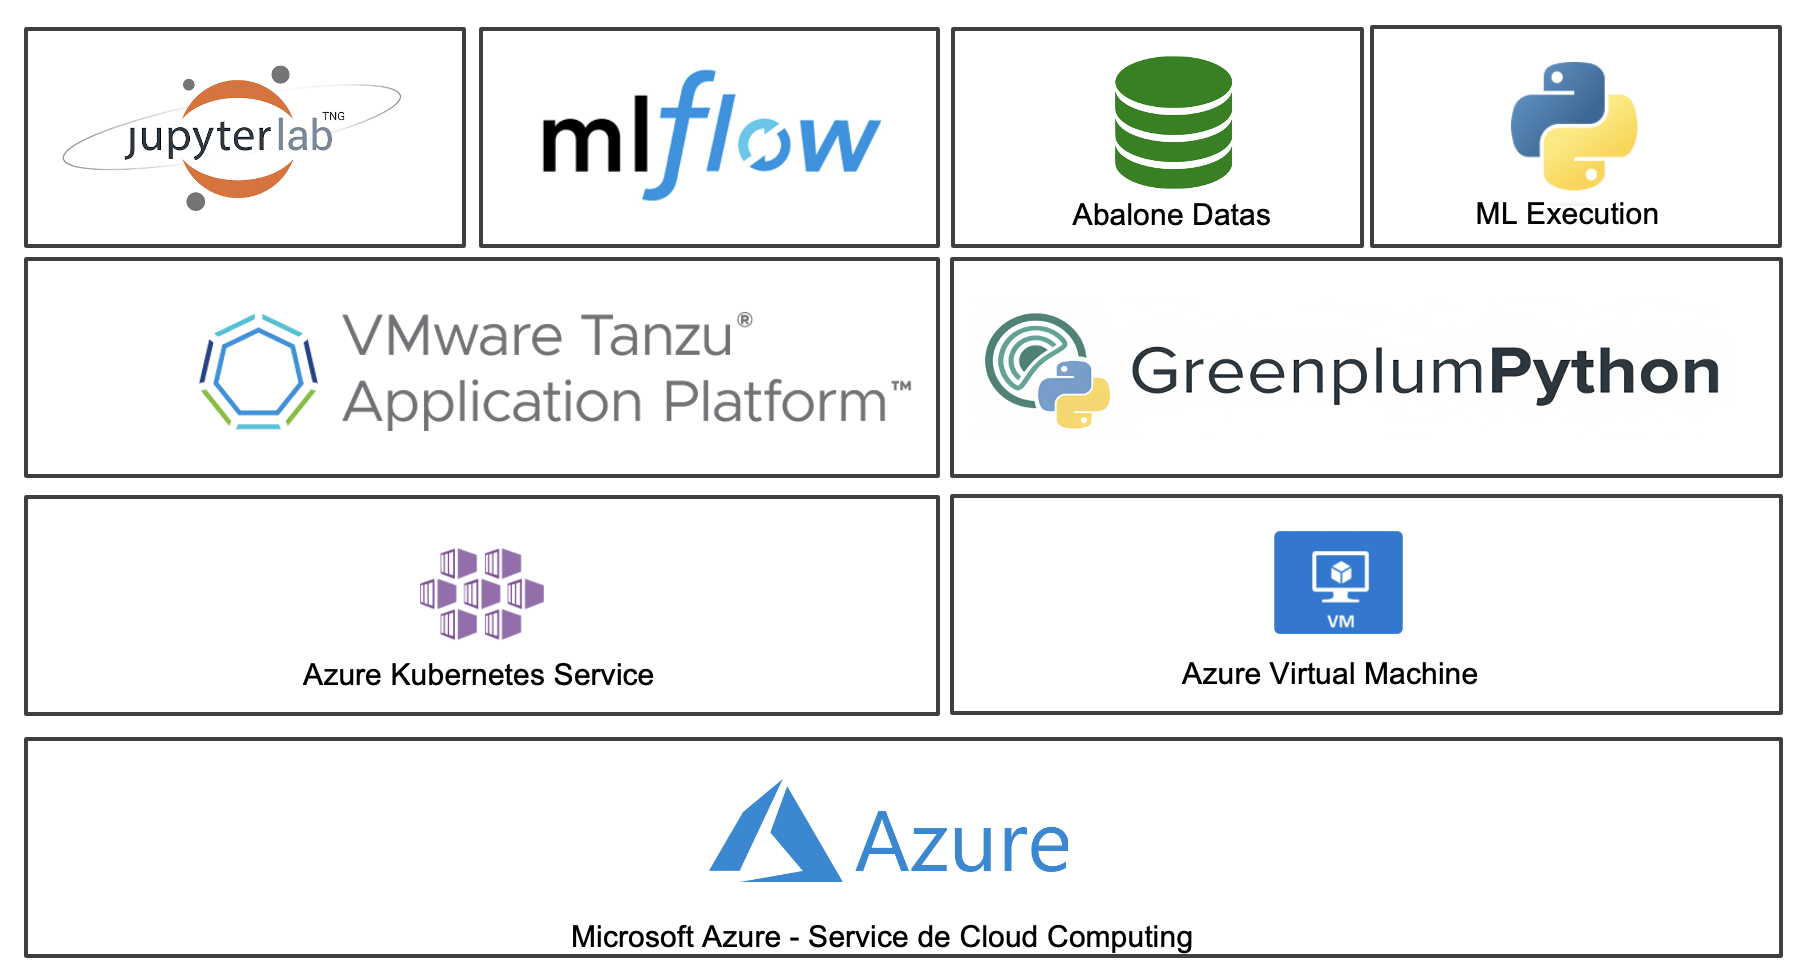 jupyterlab TNG
mlflow
Abalone Datas
ML Execution
VMware Tanzu®
Application Platform™
GreenplumPython
Azure Kubernetes Service
VM
Azure Virtual Machine
Azure
Microsoft Azure - Service de Cloud Computing